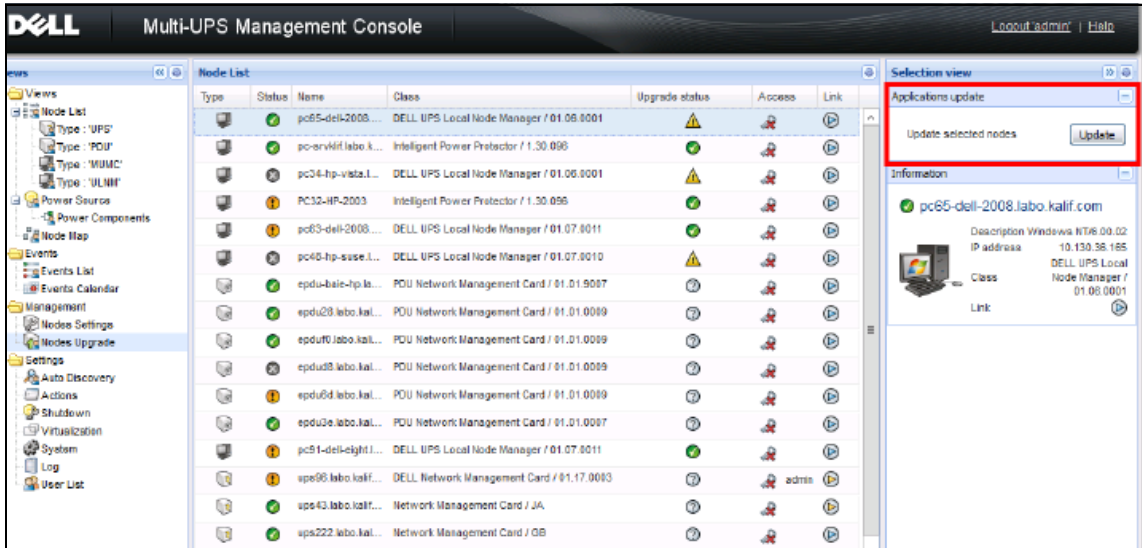 DELL Multi-UPS Management Console Logout 'admin' | Help
ews Node List Selection view
Views
Node List
Type : 'UPS'
Type : 'PDU'
Type : 'MUMC'
Type : 'ULNM'
Power Source
Power Components
Node Map
Events
Events List
Events Calendar
Management
Nodes Settings
Nodes Upgrade
Settings
Auto Discovery
Actions
Shutdown
Virtualization
System
Log
User List
Type Status Name Class Upgrade status Access Link
pc65-dell-2008.... DELL UPS Local Node Manager / 01.06.0001
pc-srvklif.labo.k... Intelligent Power Protector / 1.30.096
pc34-hp-vista.l... DELL UPS Local Node Manager / 01.06.0001
PC32-HP-2003 Intelligent Power Protector / 1.30.096
pc63-dell-2008.... DELL UPS Local Node Manager / 01.07.0011
pc48-hp-suse.l... DELL UPS Local Node Manager / 01.07.0010
epdu-baie-hp.la... PDU Network Management Card / 01.01.9007
epdu28.labo.kal... PDU Network Management Card / 01.01.0009
epduf0.labo.kali... PDU Network Management Card / 01.01.0009
epdud8.labo.kal... PDU Network Management Card / 01.01.0009
epdu6d.labo.kal... PDU Network Management Card / 01.01.0009
epdu3e.labo.kal... PDU Network Management Card / 01.01.0007
pc91-dell-eight.l... DELL UPS Local Node Manager / 01.07.0011
ups98.labo.kalif... DELL Network Management Card / 01.17.0003 admin
ups43.labo.kalif... Network Management Card / JA
ups222.labo.kal... Network Management Card / GB
Applications update
Update selected nodes Update
Information
pc65-dell-2008.labo.kalif.com
Description Windows NT/6.00.02
IP address 10.130.38.165
Class DELL UPS Local
Node Manager /
01.06.0001
Link